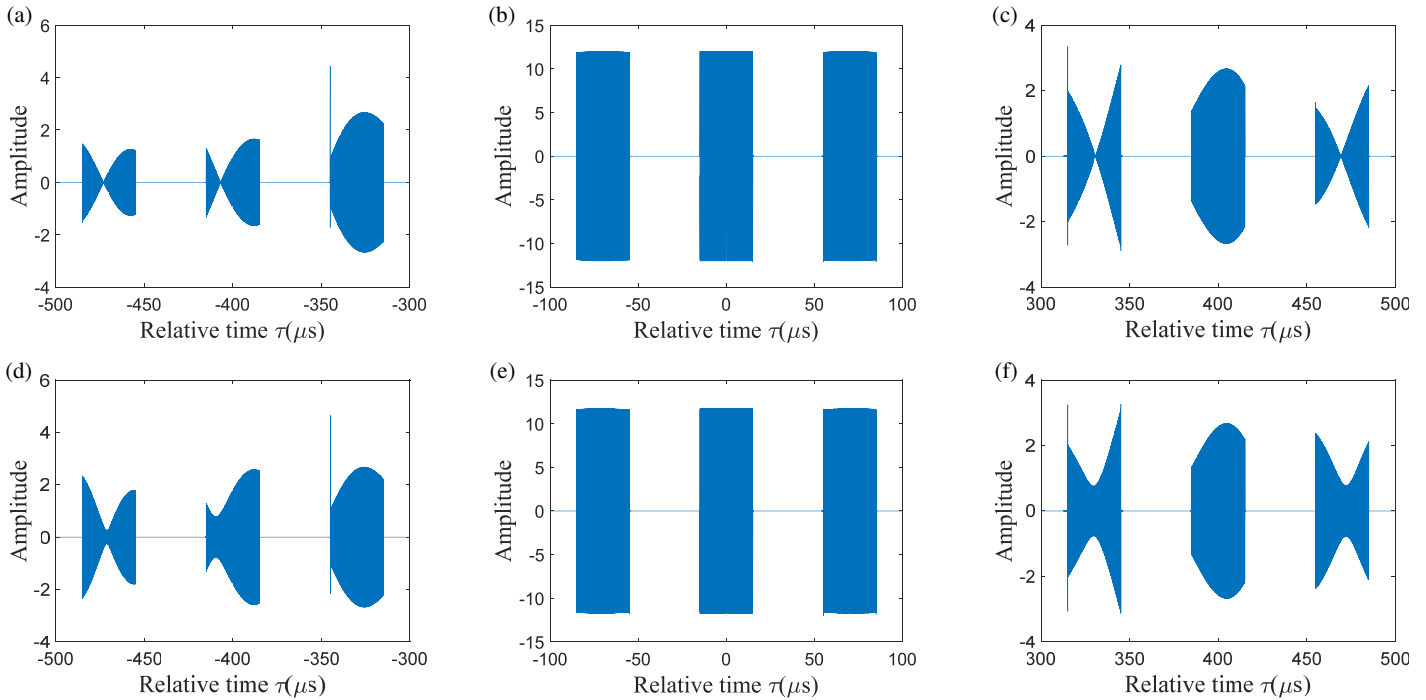 (a) (b) (c)
6 15 4
4 10 2
2 5 0
0 0 -2
-2 -5 -4
-4 -10
-15
Amplitude Amplitude Amplitude
-500 -450 -400 -350 -300 -100 -50 0 50 100 300 350 400 450 500
Relative time τ(μs) Relative time τ(μs) Relative time τ(μs)
(d) (e) (f)
6 15 4
4 10 2
2 5 0
0 0 -2
-2 -5 -4
-4 -10
-15
Amplitude Amplitude Amplitude
-500 -450 -400 -350 -300 -100 -50 0 50 100 300 350 400 450 500
Relative time τ(μs) Relative time τ(μs) Relative time τ(μs)